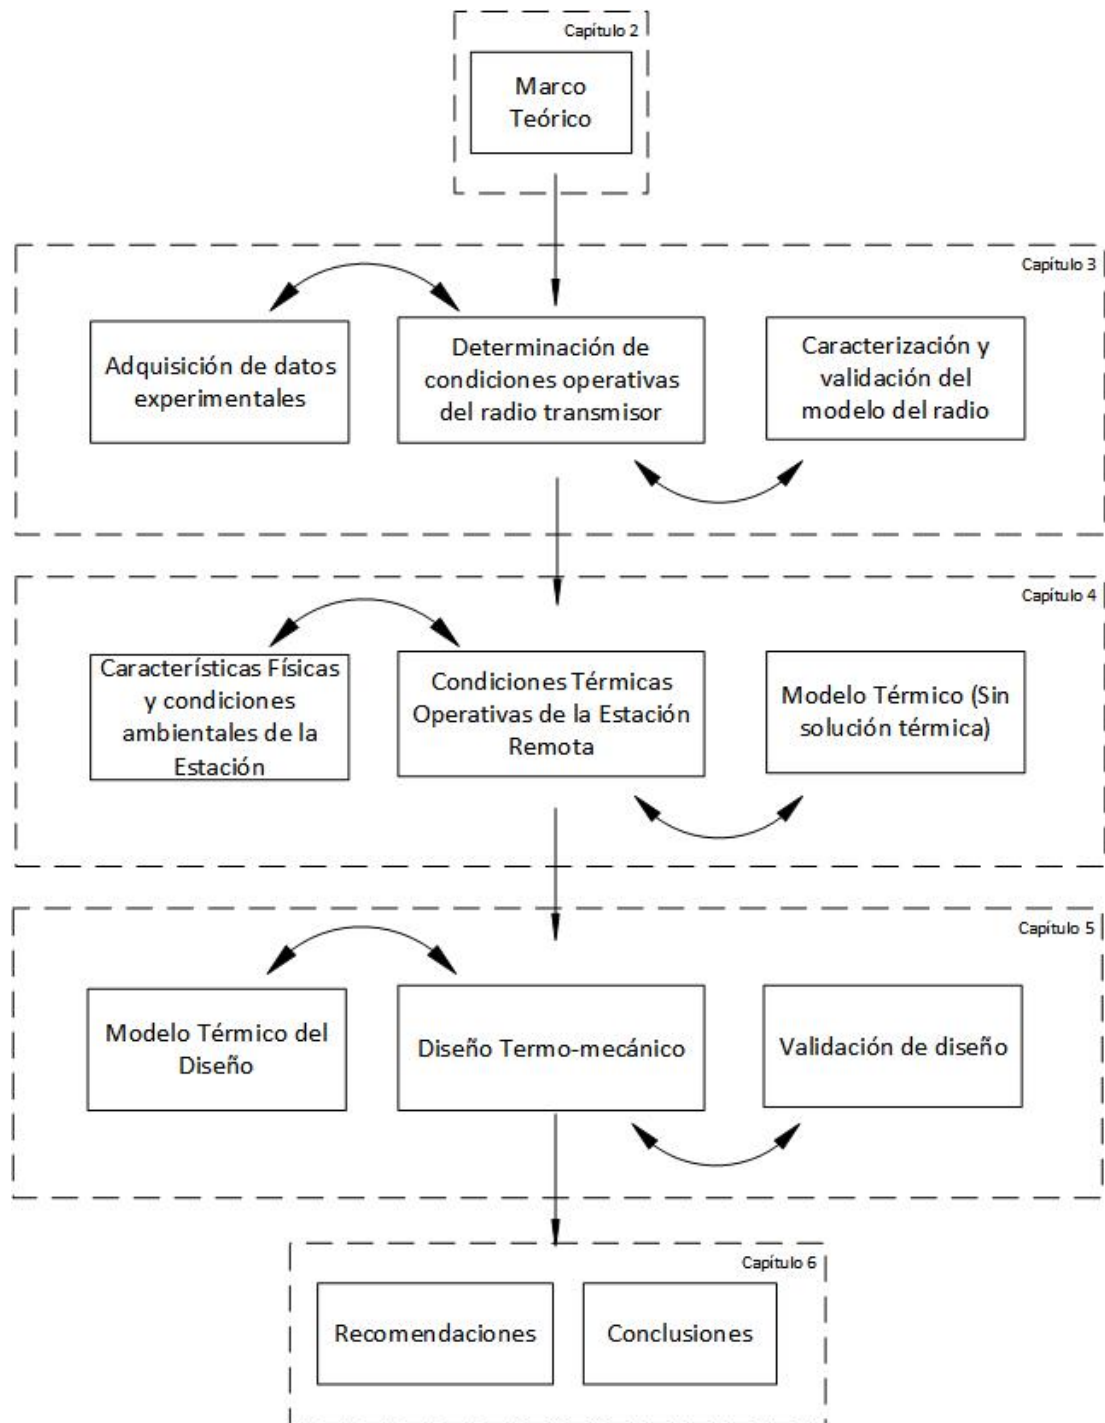 Capítulo 2
Marco
Teórico
Capítulo 3
Adquisición de datos
experimentales
Determinación de
condiciones operativas
del radio transmisor
Caracterización y
validación del
modelo del radio
Capítulo 4
Características Físicas
y condiciones
ambientales de la
Estación
Condiciones Térmicas
Operativas de la Estación
Remota
Modelo Térmico (Sin
solución térmica)
Capítulo 5
Modelo Térmico del
Diseño
Diseño Termo-mecánico
Validación de diseño
Capítulo 6
Recomendaciones
Conclusiones